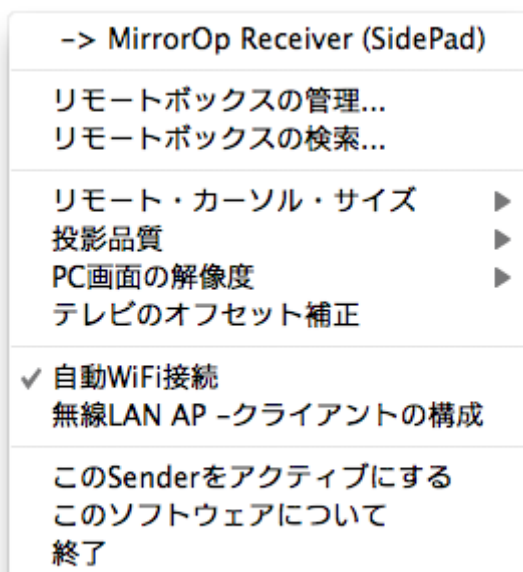 -> MirrorOp Receiver (SidePad)
リモートボックスの管理...
リモートボックスの検索...
リモート・カーソル・サイズ
投影品質
PC画面の解像度
テレビのオフセット補正
自動WiFi接続
無線LAN AP -クライアントの構成
このSenderをアクティブにする
このソフトウェアについて
終了